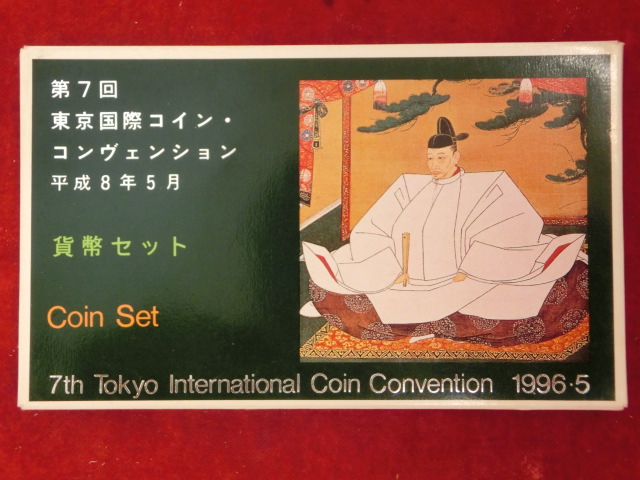 第7回
東京国際コイン・
コンヴェンション
平成8年5月
貨幣セット
Coin Set
7th Tokyo International Coin Convention 1996・5